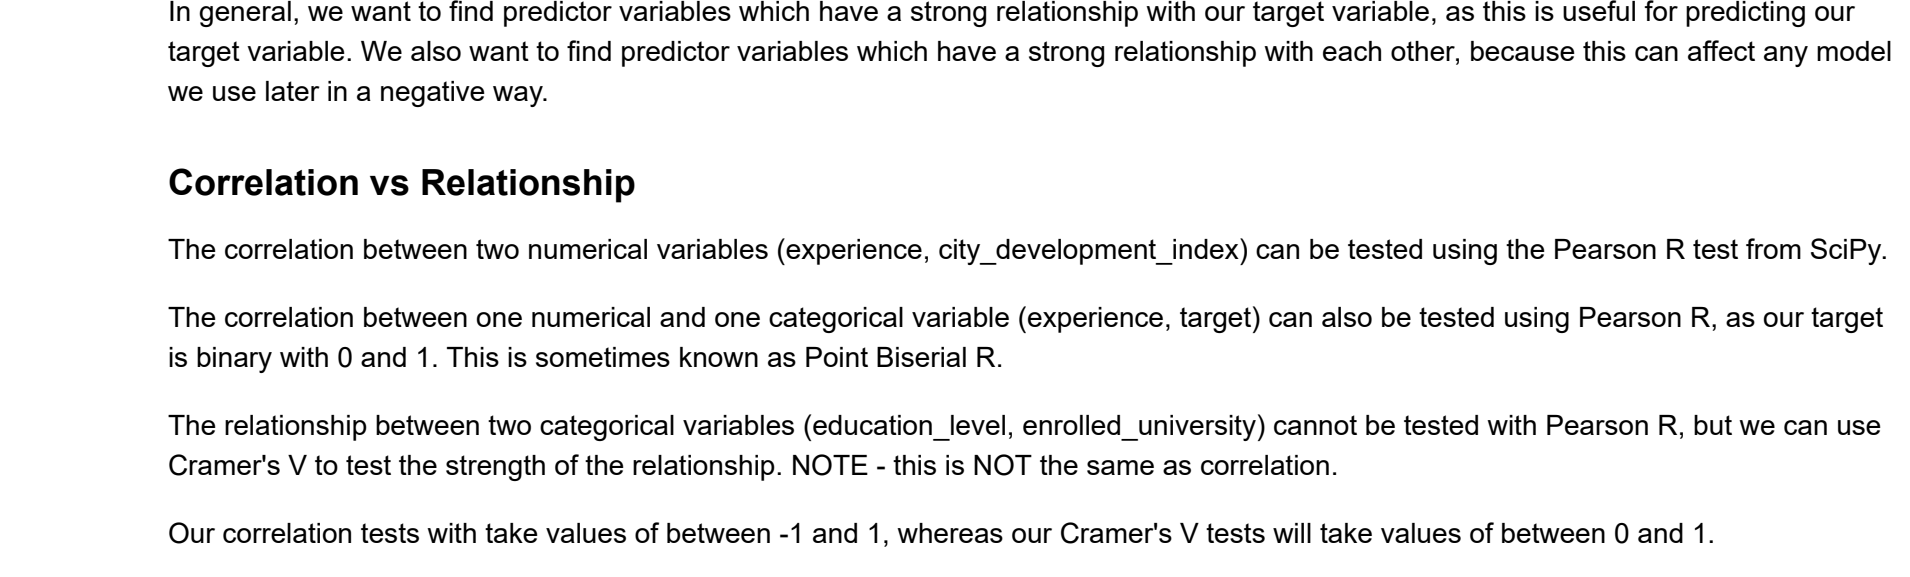 In general, we want to find predictor variables which have a strong relationship with our target variable, as this is useful for predicting our
target variable. We also want to find predictor variables which have a strong relationship with each other, because this can affect any model
we use later in a negative way.
Correlation vs Relationship
The correlation between two numerical variables (experience, city_development_index) can be tested using the Pearson R test from SciPy.
The correlation between one numerical and one categorical variable (experience, target) can also be tested using Pearson R, as our target
is binary with 0 and 1. This is sometimes known as Point Biserial R.
The relationship between two categorical variables (education_level, enrolled_university) cannot be tested with Pearson R, but we can use
Cramer's V to test the strength of the relationship. NOTE - this is NOT the same as correlation.
Our correlation tests with take values of between -1 and 1, whereas our Cramer's V tests will take values of between 0 and 1.